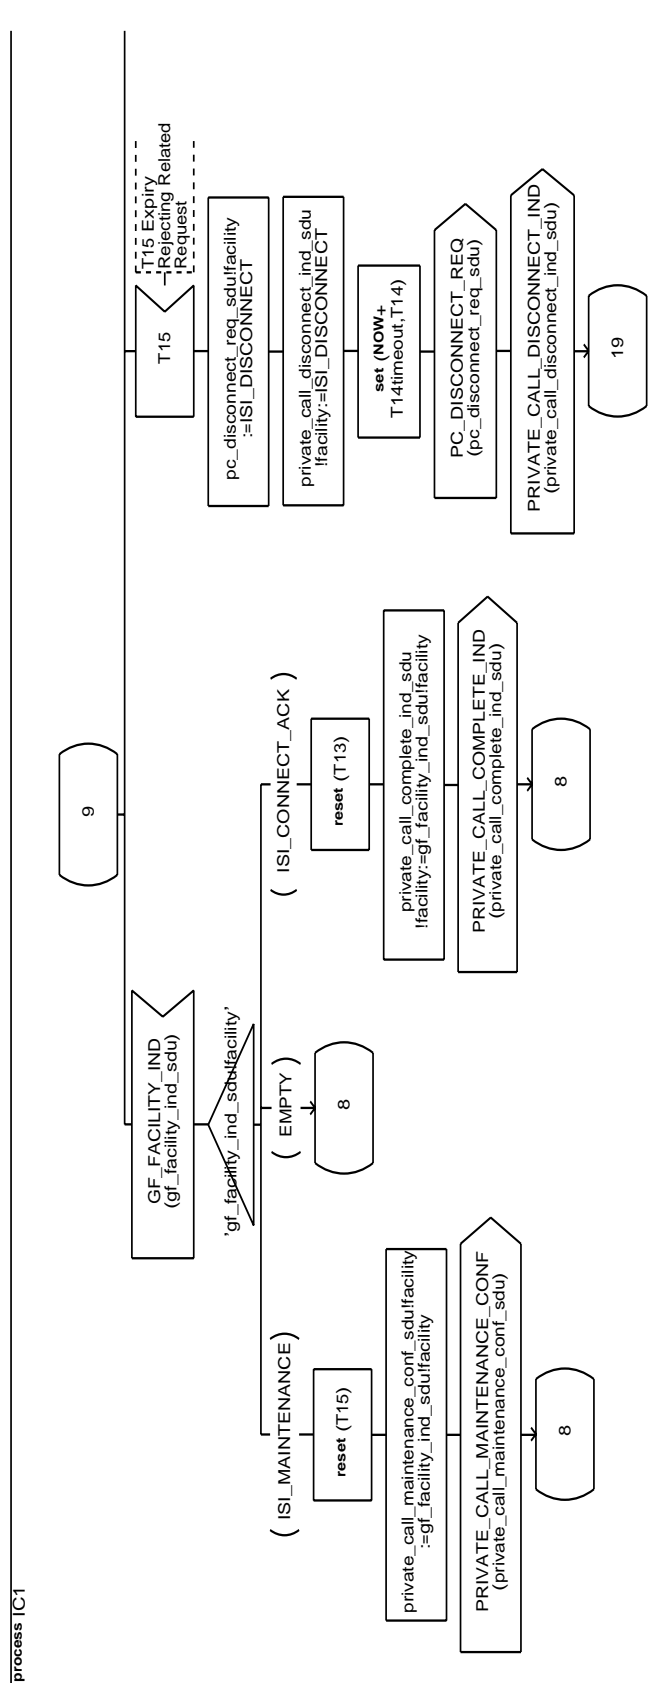 process IC1
9
GF_FACILITY_IND
(gf_facility_ind_sdu)
'gf_facility_ind_sdu!facility'
( ISI_MAINTENANCE )
reset (T15)
private_call_maintenance_conf_sdu!facility
:=gf_facility_ind_sdu!facility
PRIVATE_CALL_MAINTENANCE_CONF
(private_call_maintenance_conf_sdu)
8
( EMPTY )
8
( ISI_CONNECT_ACK )
reset (T13)
private_call_complete_ind_sdu
!facility:=gf_facility_ind_sdu!facility
PRIVATE_CALL_COMPLETE_IND
(private_call_complete_ind_sdu)
8
T15
T15 Expiry
Rejecting Related
Request
pc_disconnect_req_sdu!facility
:=ISI_DISCONNECT
private_call_disconnect_ind_sdu
!facility:=ISI_DISCONNECT
set (NOW+
T14timeout,T14)
PC_DISCONNECT_REQ
(pc_disconnect_req_sdu)
PRIVATE_CALL_DISCONNECT_IND
(private_call_disconnect_ind_sdu)
19